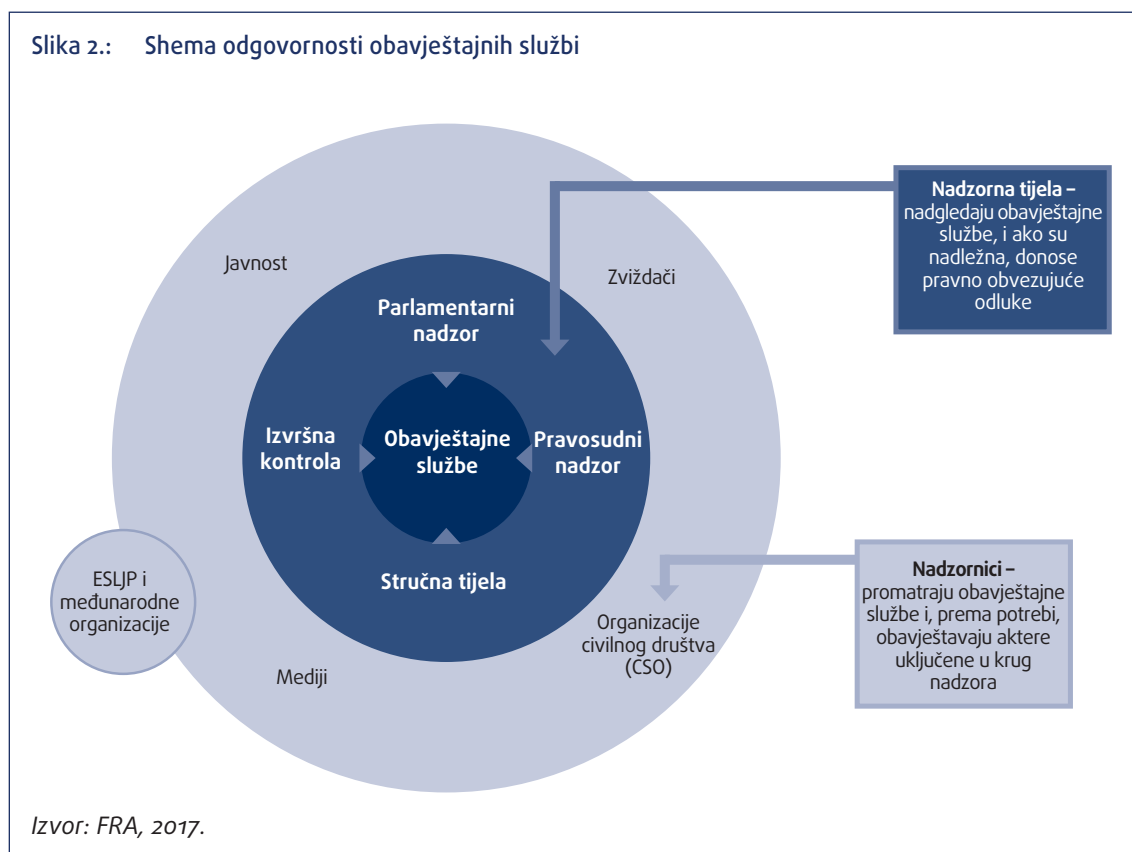 Slika 2.: Shema odgovornosti obavještajnih službi
Javnost
Zviždači
Parlamentarni
nadzor
Izvršna
kontrola
Obavještajne
službe
Pravosudni
nadzor
Stručna tijela
ESLJP i
međunarodne
organizacije
Mediji
Organizacije
civilnog društva
(CSO)
Nadzorna tijela –
nadgledaju obavještajne
službe, i ako su
nadležna, donose
pravno obvezujuće
odluke
Nadzornici –
promatraju obavještajne
službe i, prema potrebi,
obavještavaju aktere
uključene u krug
nadzora
Izvor: FRA, 2017.